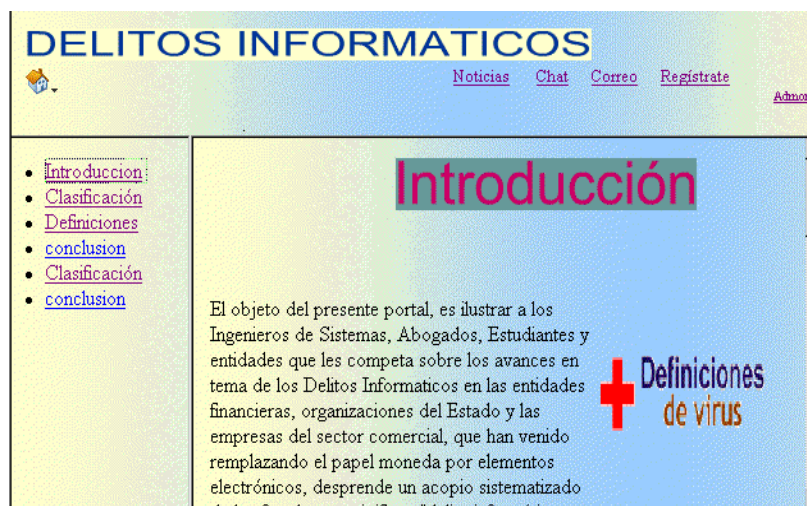 DELITOS INFORMATICOS
Noticias Chat Correo Regístrate
Admon
Introduccion
Clasificación
Definiciones
conclusion
Clasificación
conclusion
Introducción
El objeto del presente portal, es ilustrar a los
Ingenieros de Sistemas, Abogados, Estudiantes y
entidades que les competa sobre los avances en
tema de los Delitos Informaticos en las entidades
financieras, organizaciones del Estado y las
empresas del sector comercial, que han venido
remplazando el papel moneda por elementos
electrónicos, desprende un acopio sistematizado
Definiciones
de virus